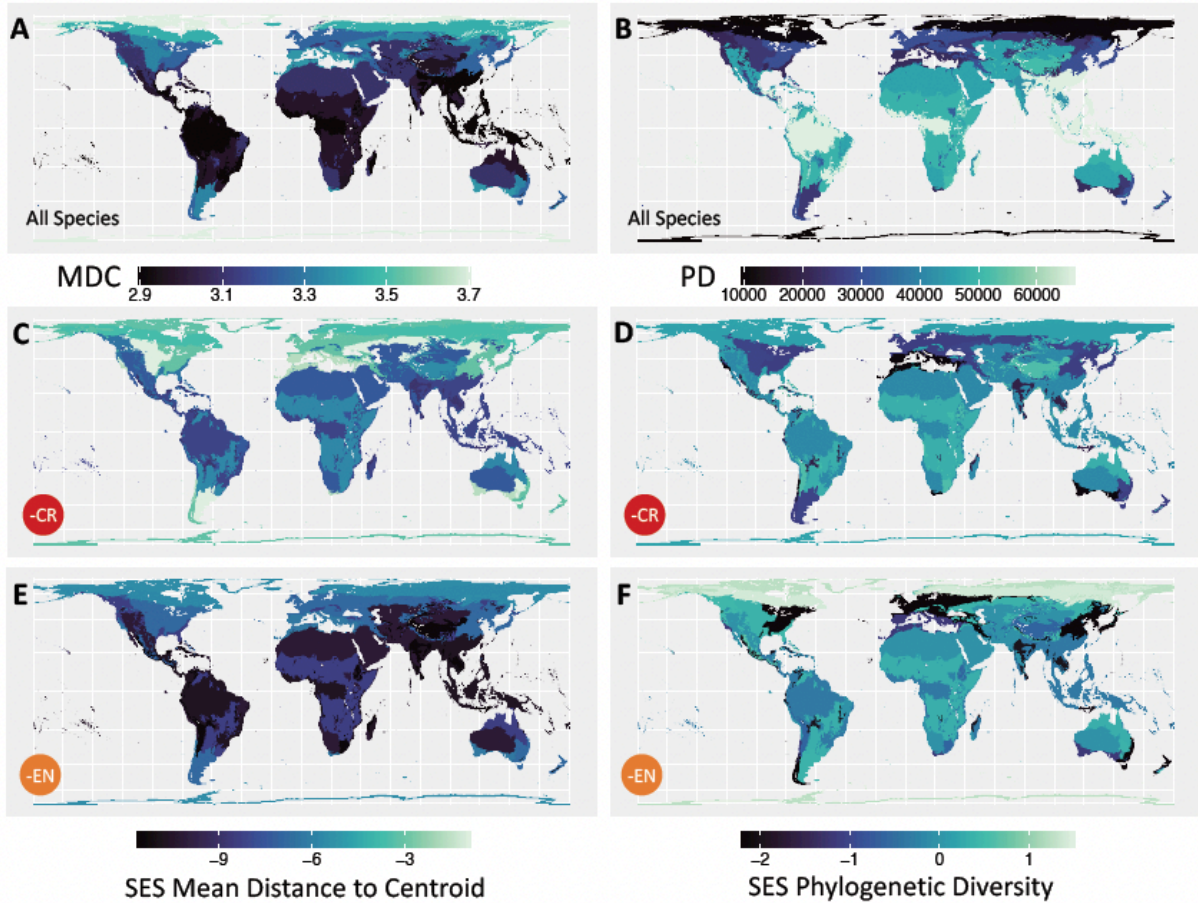 A
All Species
MDC
2.9 3.1 3.3 3.5 3.7
B
All Species
PD
10000 20000 30000 40000 50000 60000
C
-CR
D
-CR
E
-EN
F
-EN
−9 −6 −3
SES Mean Distance to Centroid
−2 −1 0 1
SES Phylogenetic Diversity